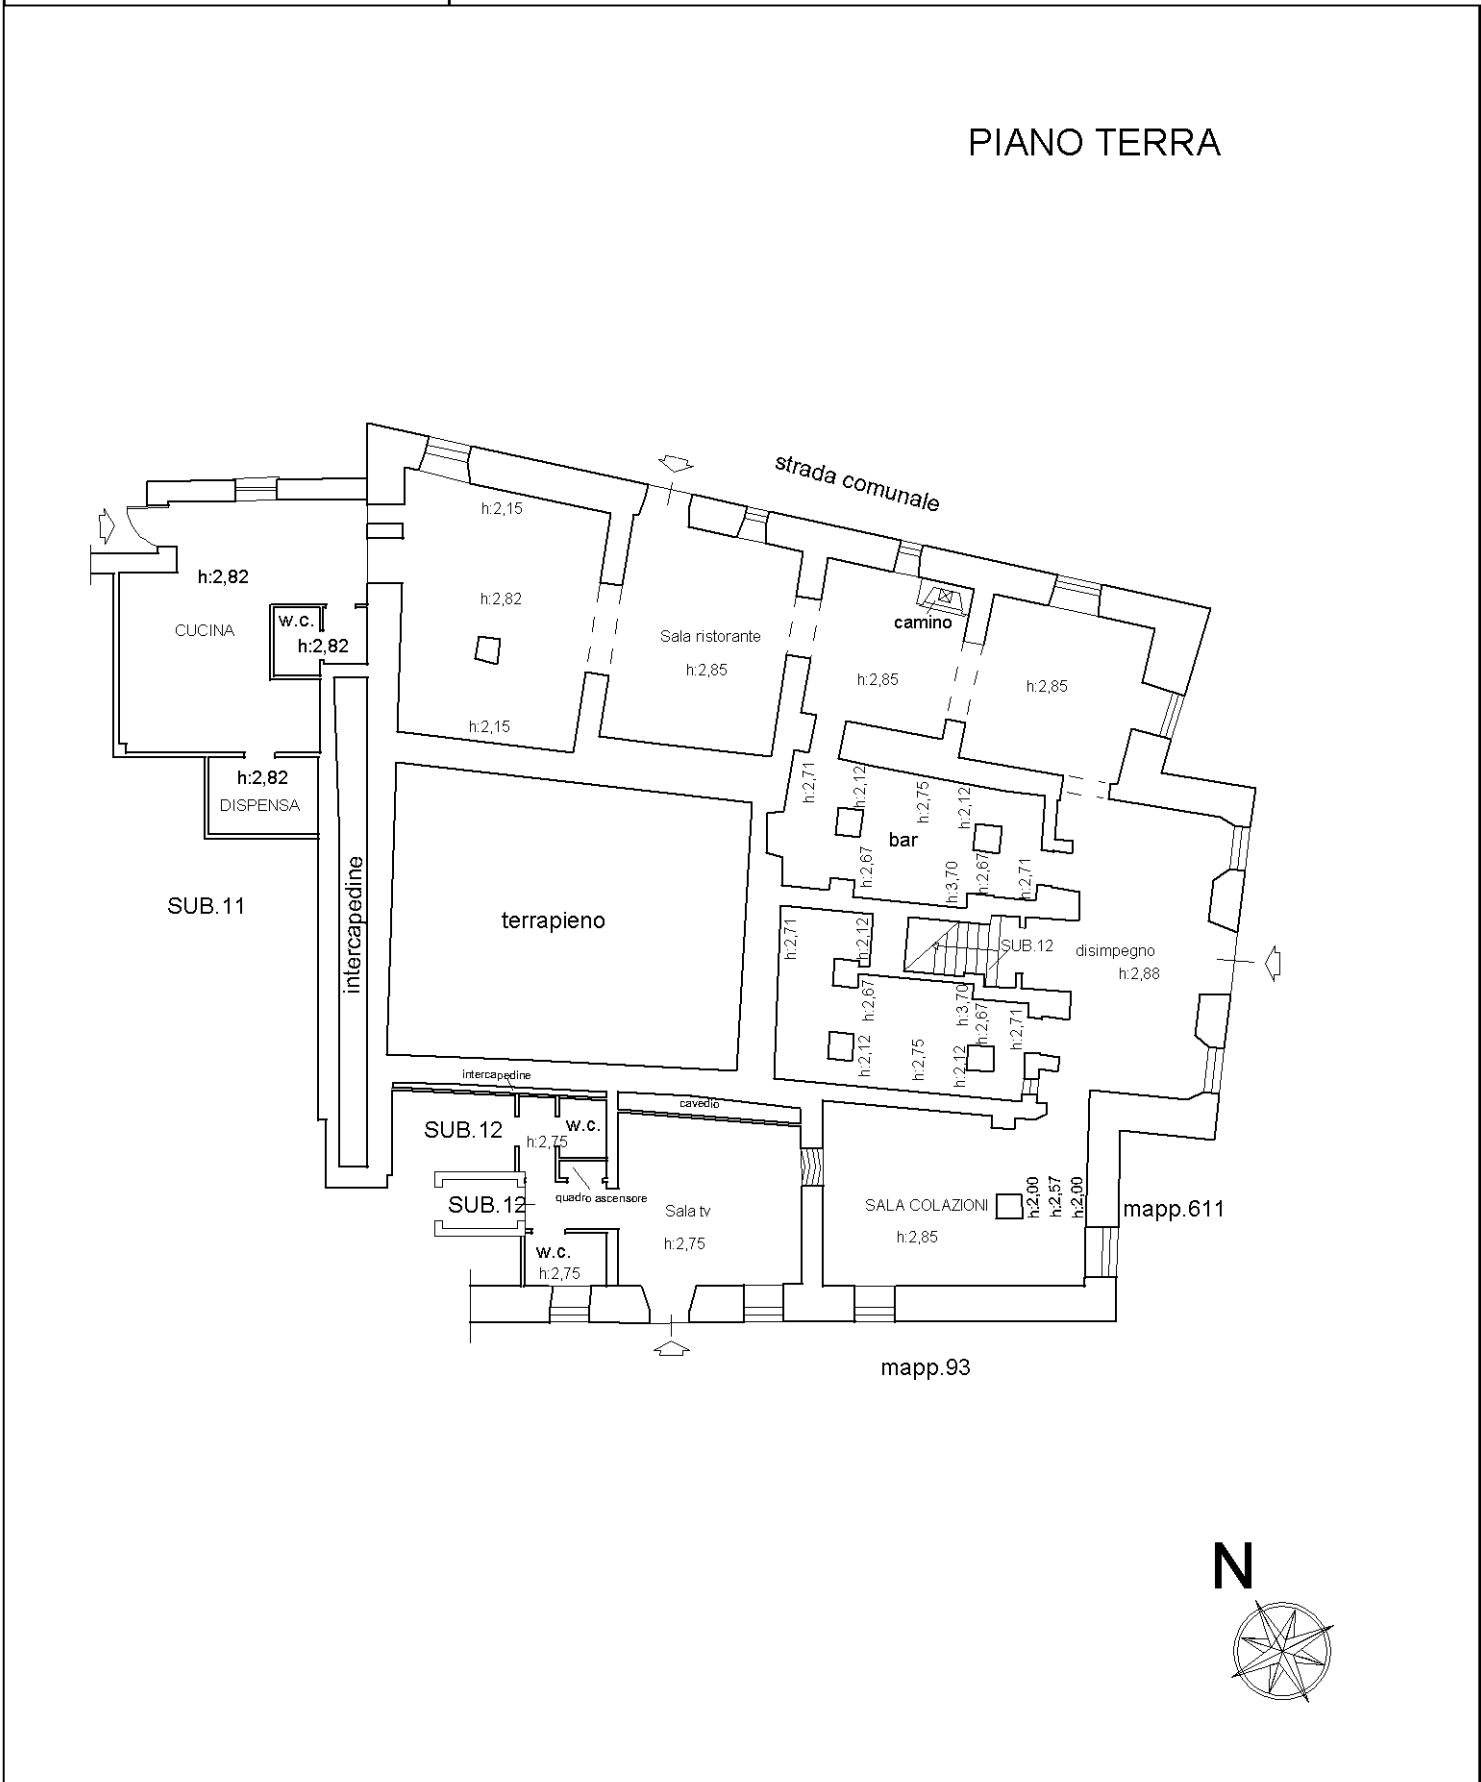 PIANO TERRA
strada comunale
h:2,15
h:2,82
CUCINA
w.c.
h:2,82
h:2,82
h:2,15
Sala ristorante
h:2,85
camino
h:2,85
h:2,85
h:2,82
DISPENSA
SUB.11
intercapedine
terrapieno
h:2,71
h:2,12
h:2,75
h:2,12
bar
h:2,67
h:3,70
h:2,67
h:2,71
h:2,71
h:2,12
SUB.12
disimpegno
h:2,88
h:2,67
h:3,70
h:2,67
h:2,71
h:2,12
h:2,75
h:2,12
intercapedine
cavedio
SUB.12
h:2,75
w.c.
quadro ascensore
SUB.12
Sala tv
h:2,75
w.c.
h:2,75
SALA COLAZIONI
h:2,85
h:2,00
h:2,57
h:2,00
mapp.611
mapp.93
N